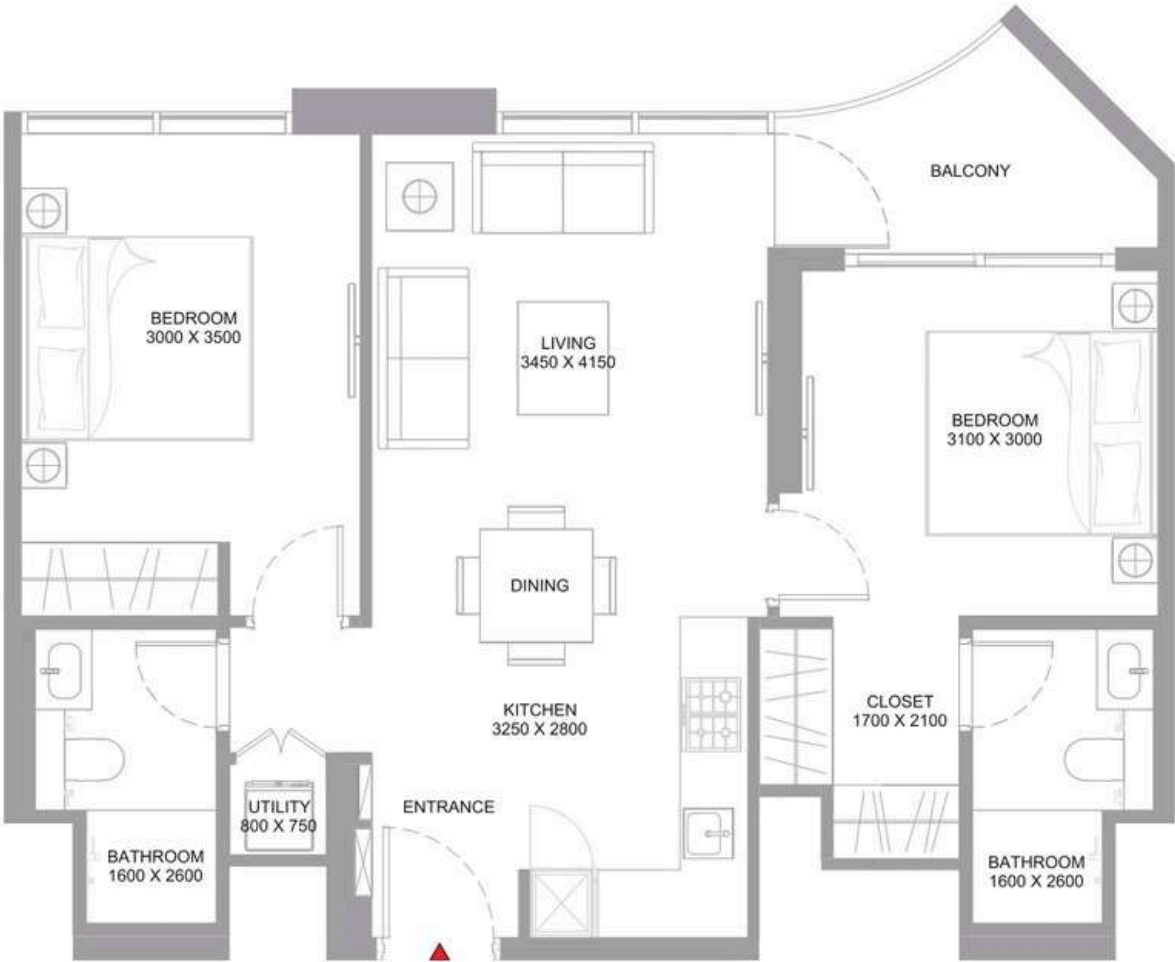 BALCONY
BEDROOM
3000 X 3500
LIVING
3450 X 4150
BEDROOM
3100 X 3000
DINING
KITCHEN
3250 X 2800
CLOSET
1700 X 2100
ENTRANCE
UTILITY
800 X 750
BATHROOM
1600 X 2600
BATHROOM
1600 X 2600